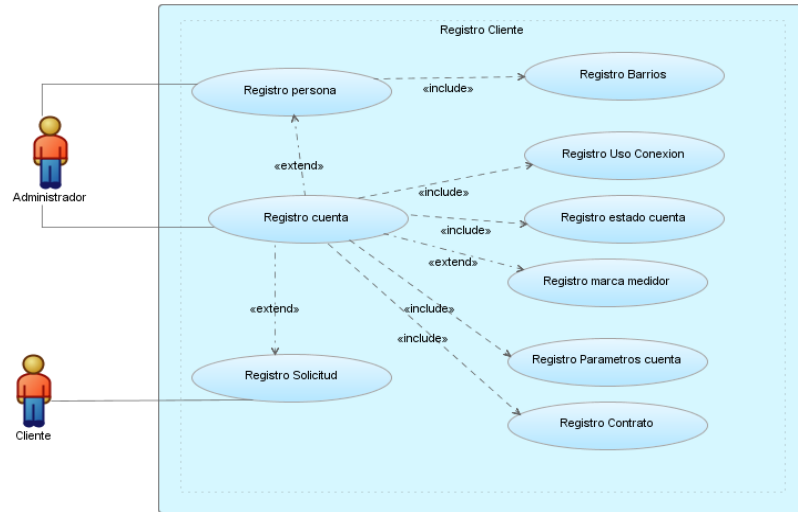 Registro Cliente
Registro persona
«include»
Registro Barrios
Administrador
«extend»
Registro Uso Conexion
«include»
Registro cuenta
Registro estado cuenta
«include»
«extend»
Registro marca medidor
«extend»
«include»
«include»
Registro Parametros cuenta
Registro Solicitud
Cliente
Registro Contrato